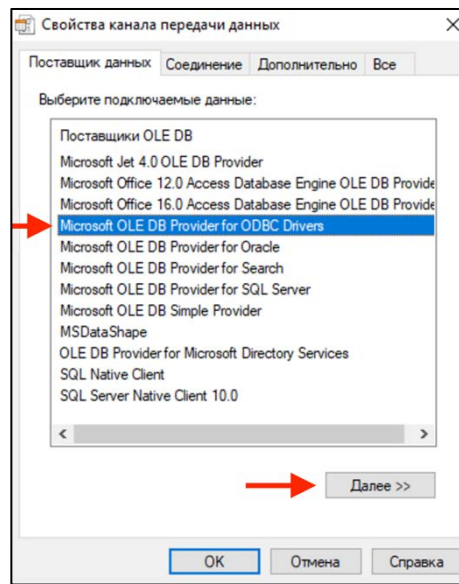 Свойства канала передачи данных
Поставщик данных Соединение Дополнительно Все
Выберите подключаемые данные:
Поставщики OLE DB
Microsoft Jet 4.0 OLE DB Provider
Microsoft Office 12.0 Access Database Engine OLE DB Provide
Microsoft Office 16.0 Access Database Engine OLE DB Provide
Microsoft OLE DB Provider for ODBC Drivers
Microsoft OLE DB Provider for Oracle
Microsoft OLE DB Provider for Search
Microsoft OLE DB Provider for SQL Server
Microsoft OLE DB Simple Provider
MSDataShape
OLE DB Provider for Microsoft Directory Services
SQL Native Client
SQL Server Native Client 10.0
Далее >>
OK Отмена Справка